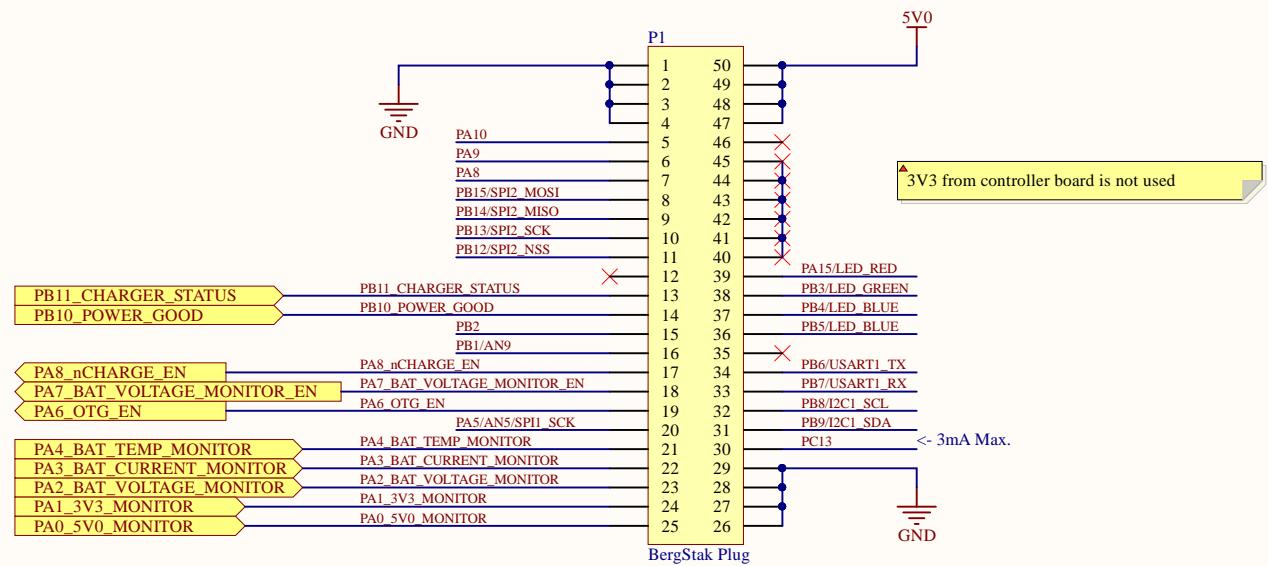 5V0
P1
1 50
2 49
3 48
GND 4 47
PA10 5 46
PA9 6 45
PA8 7 44 3V3 from controller board is not used
PB15/SPI2_MOSI 8 43
PB14/SPI2_MISO 9 42
PB13/SPI2_SCK 10 41
PB12/SPI2_NSS 11 40
12 39 PA15/LED_RED
PB11_CHARGER_STATUS PB11_CHARGER_STATUS 13 38 PB3/LED_GREEN
PB10_POWER_GOOD PB10_POWER_GOOD 14 37 PB4/LED_BLUE
PB2 15 36 PB5/LED_BLUE
PB1/AN9 16 35
PA8_nCHARGE_EN PA8_nCHARGE_EN 17 34 PB6/USART1_TX
PA7_BAT_VOLTAGE_MONITOR_EN PA7_BAT_VOLTAGE_MONITOR_EN 18 33 PB7/USART1_RX
PA6_OTG_EN PA6_OTG_EN 19 32 PB8/I2C1_SCL
PA5/AN5/SPI1_SCK 20 31 PB9/I2C1_SDA
PA4_BAT_TEMP_MONITOR PA4_BAT_TEMP_MONITOR 21 30 PC13 <- 3mA Max.
PA3_BAT_CURRENT_MONITOR PA3_BAT_CURRENT_MONITOR 22 29
PA2_BAT_VOLTAGE_MONITOR PA2_BAT_VOLTAGE_MONITOR 23 28
PA1_3V3_MONITOR PA1_3V3_MONITOR 24 27
PA0_5V0_MONITOR PA0_5V0_MONITOR 25 26
GND
BergStak Plug